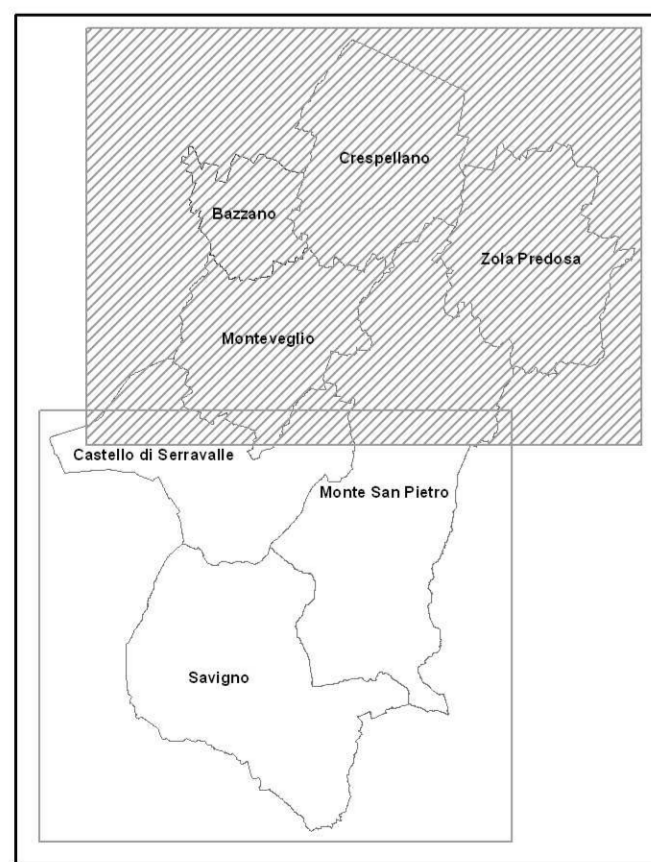 Crespellano
Bazzano
Zola Predosa
Monteveglio
Castello di Serravalle
Monte San Pietro
Savigno